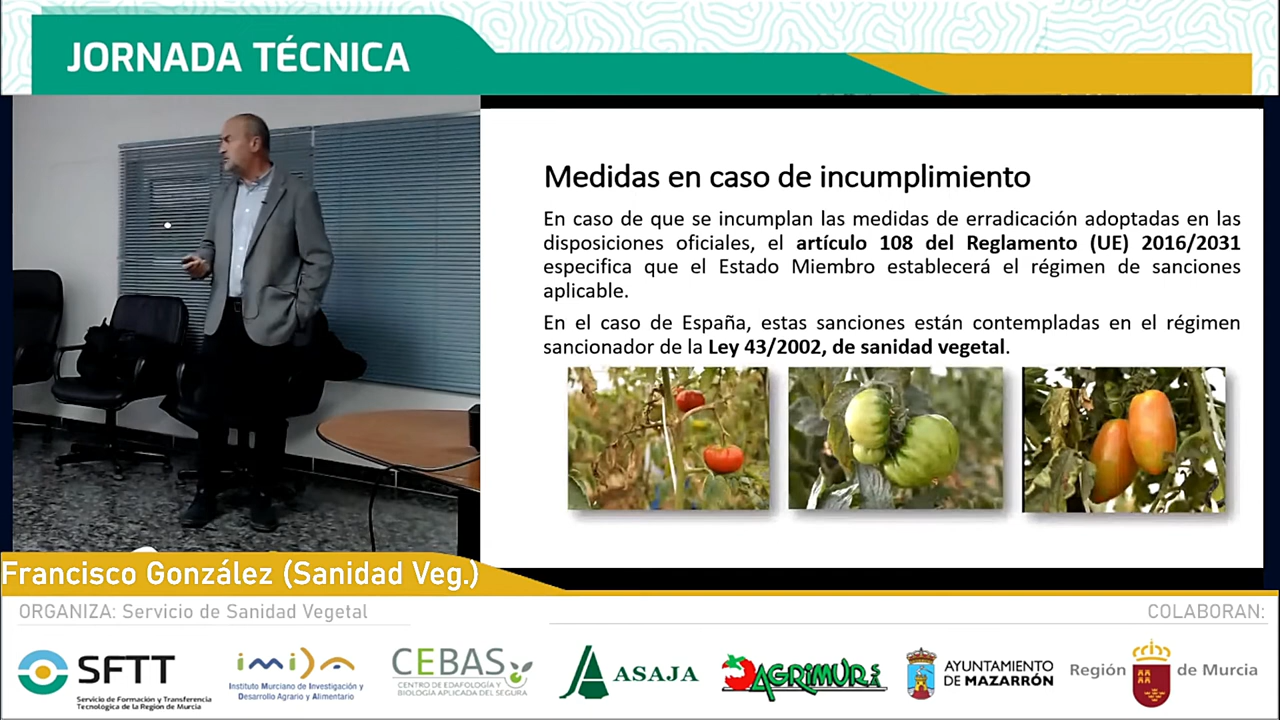 JORNADA TÉCNICA
Medidas en caso de incumplimiento
En caso de que se incumplan las medidas de erradicación adoptadas en las
disposiciones oficiales, el artículo 108 del Reglamento (UE) 2016/2031
especifica que el Estado Miembro establecerá el régimen de sanciones
aplicable.
En el caso de España, estas sanciones están contempladas en el régimen
sancionador de la Ley 43/2002, de sanidad vegetal.
Francisco González (Sanidad Veg.)
ORGANIZA: Servicio de Sanidad Vegetal
COLABORAN:
SFTT
Servicio de Formación y Transferencia
Tecnológica de la Región de Murcia
imida
Instituto Murciano de Investigación y
Desarrollo Agrario y Alimentario
CEBAS
CENTRO DE EDAFOLOGÍA Y
BIOLOGÍA APLICADA DEL SEGURA
ASAJA
AGRIMUR
AYUNTAMIENTO
DE MAZARRÓN
Región de Murcia